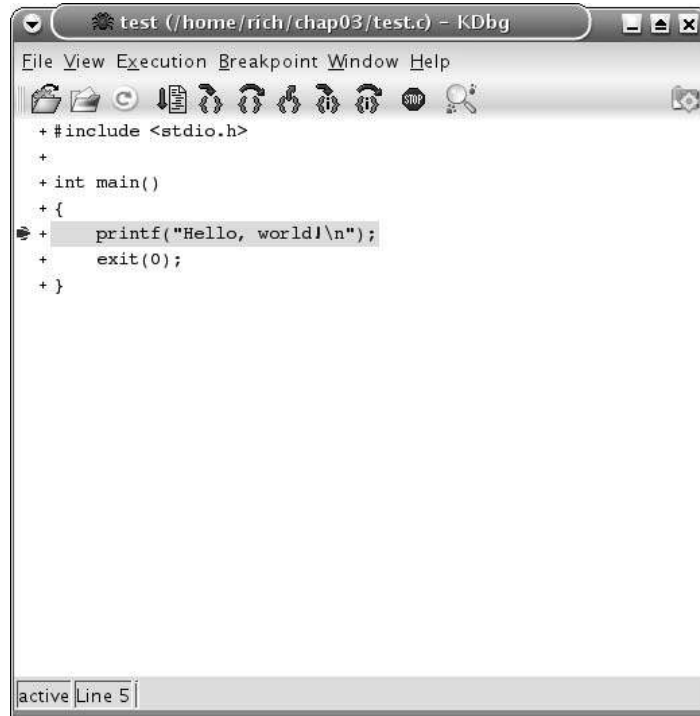 test (/home/rich/chap03/test.c) – KDbg
File View Execution Breakpoint Window Help
STOP
+ #include <stdio.h>
+
+ int main()
+ {
+ printf("Hello, world!\n");
+ exit(0);
+ }
active Line 5